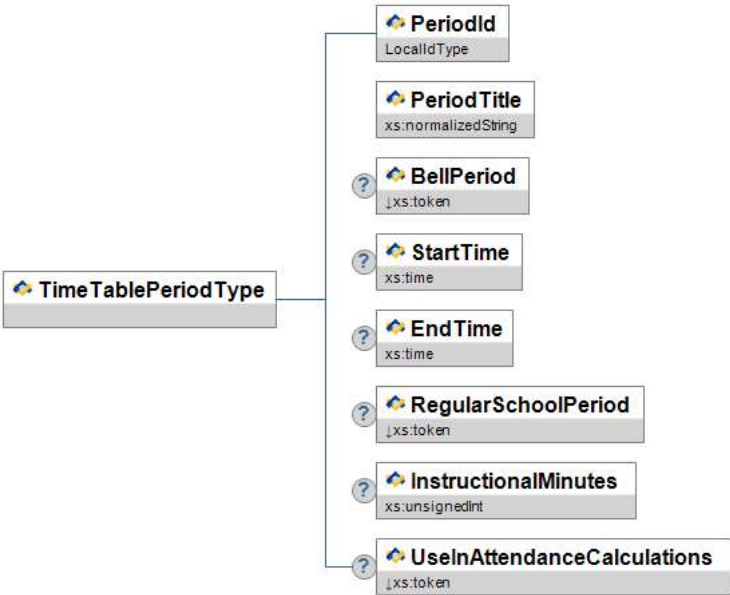 PeriodId
LocalIdType
PeriodTitle
xs:normalizedString
?
BellPeriod
↓xs:token
?
StartTime
xs:time
TimeTablePeriodType
?
EndTime
xs:time
?
RegularSchoolPeriod
↓xs:token
?
InstructionalMinutes
xs:unsignedInt
?
UseInAttendanceCalculations
↓xs:token